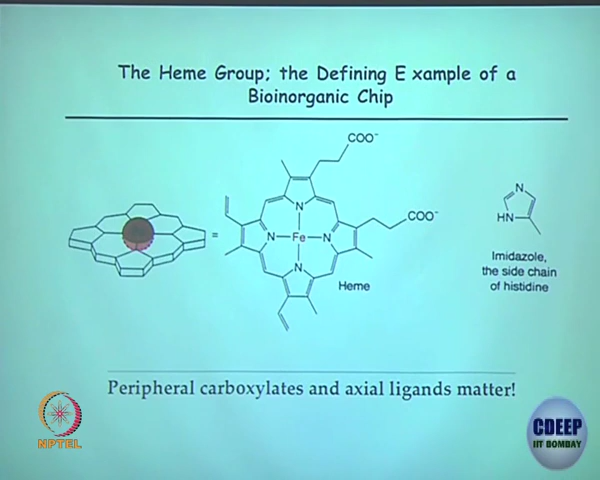 The Heme Group; the Defining E xample of a
Bioinorganic Chip
COO⁻
COO⁻
N
N
Fe
N
N
=
Heme
N
HN
Imidazole,
the side chain
of histidine
Peripheral carboxylates and axial ligands matter!
NPTEL
CDEEP
IIT BOMBAY